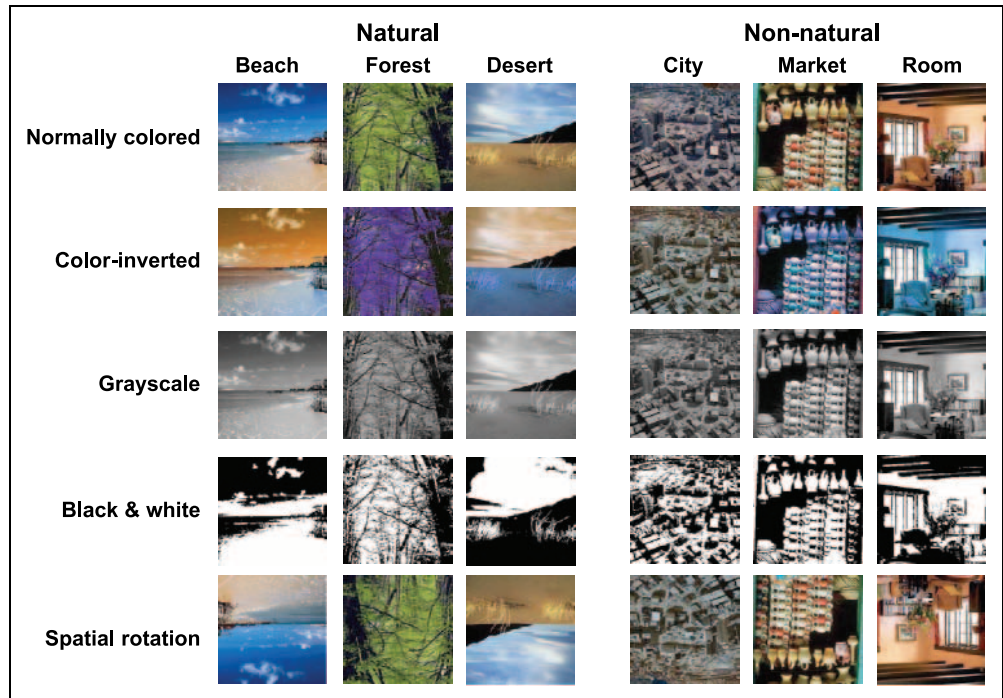 Natural Non-natural
Beach Forest Desert City Market Room
Normally colored
Color-inverted
Grayscale
Black & white
Spatial rotation